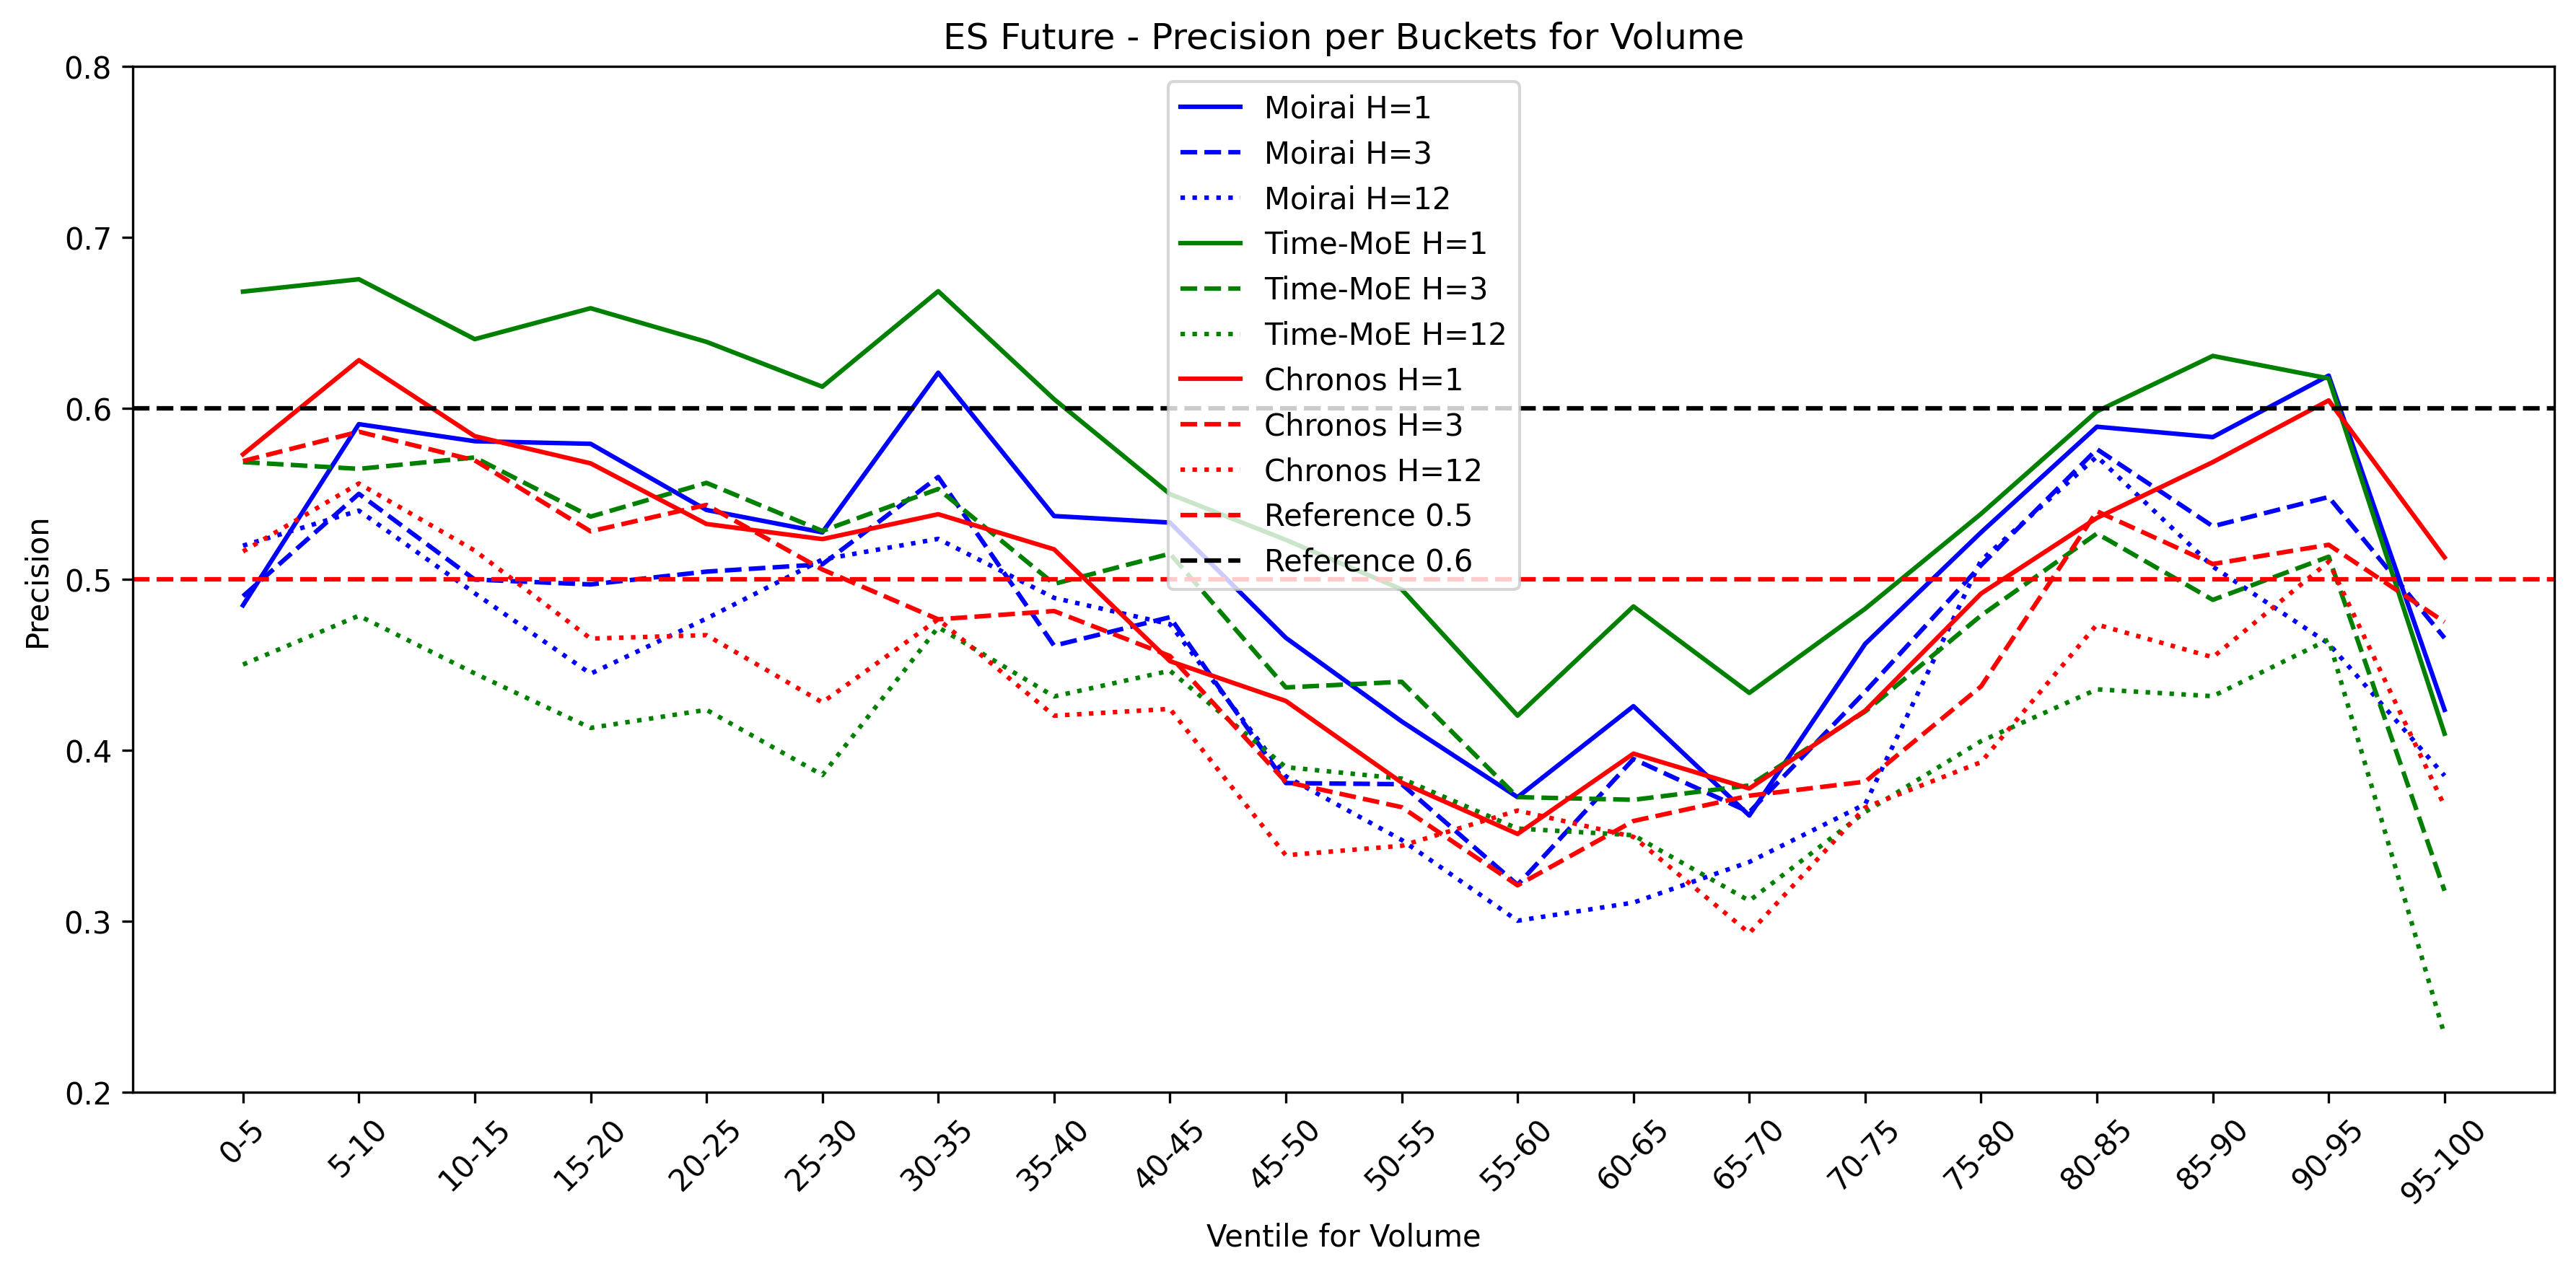 ES Future - Precision per Buckets for Volume
0.8
0.7
0.6
0.5
0.4
0.3
0.2
Precision
Moirai H=1
Moirai H=3
Moirai H=12
Time-MoE H=1
Time-MoE H=3
Time-MoE H=12
Chronos H=1
Chronos H=3
Chronos H=12
Reference 0.5
Reference 0.6
0-5
5-10
10-15
15-20
20-25
25-30
30-35
35-40
40-45
45-50
50-55
55-60
60-65
65-70
70-75
75-80
80-85
85-90
90-95
95-100
Ventile for Volume